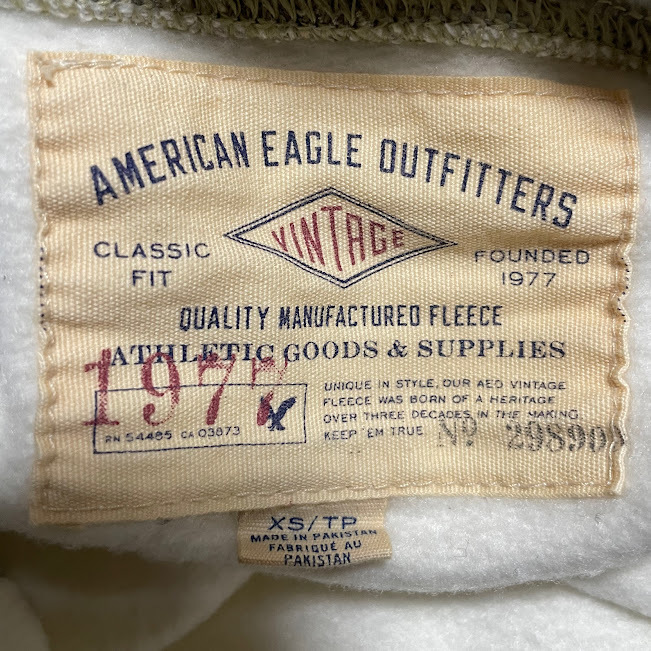 AMERICAN EAGLE OUTFITTERS
VINTAGE
CLASSIC
FIT
FOUNDED
1977
QUALITY MANUFACTURED FLEECE
ATHLETIC GOODS & SUPPLIES
1977
RN 54485 CA 03873
UNIQUE IN STYLE, OUR AEO VINTAGE
FLEECE WAS BORN OF A HERITAGE
OVER THREE DECADES IN THE MAKING
KEEP 'EM TRUE
Nº
XS/TP
MADE IN PAKISTAN
FABRIQUÉ AU
PAKISTAN